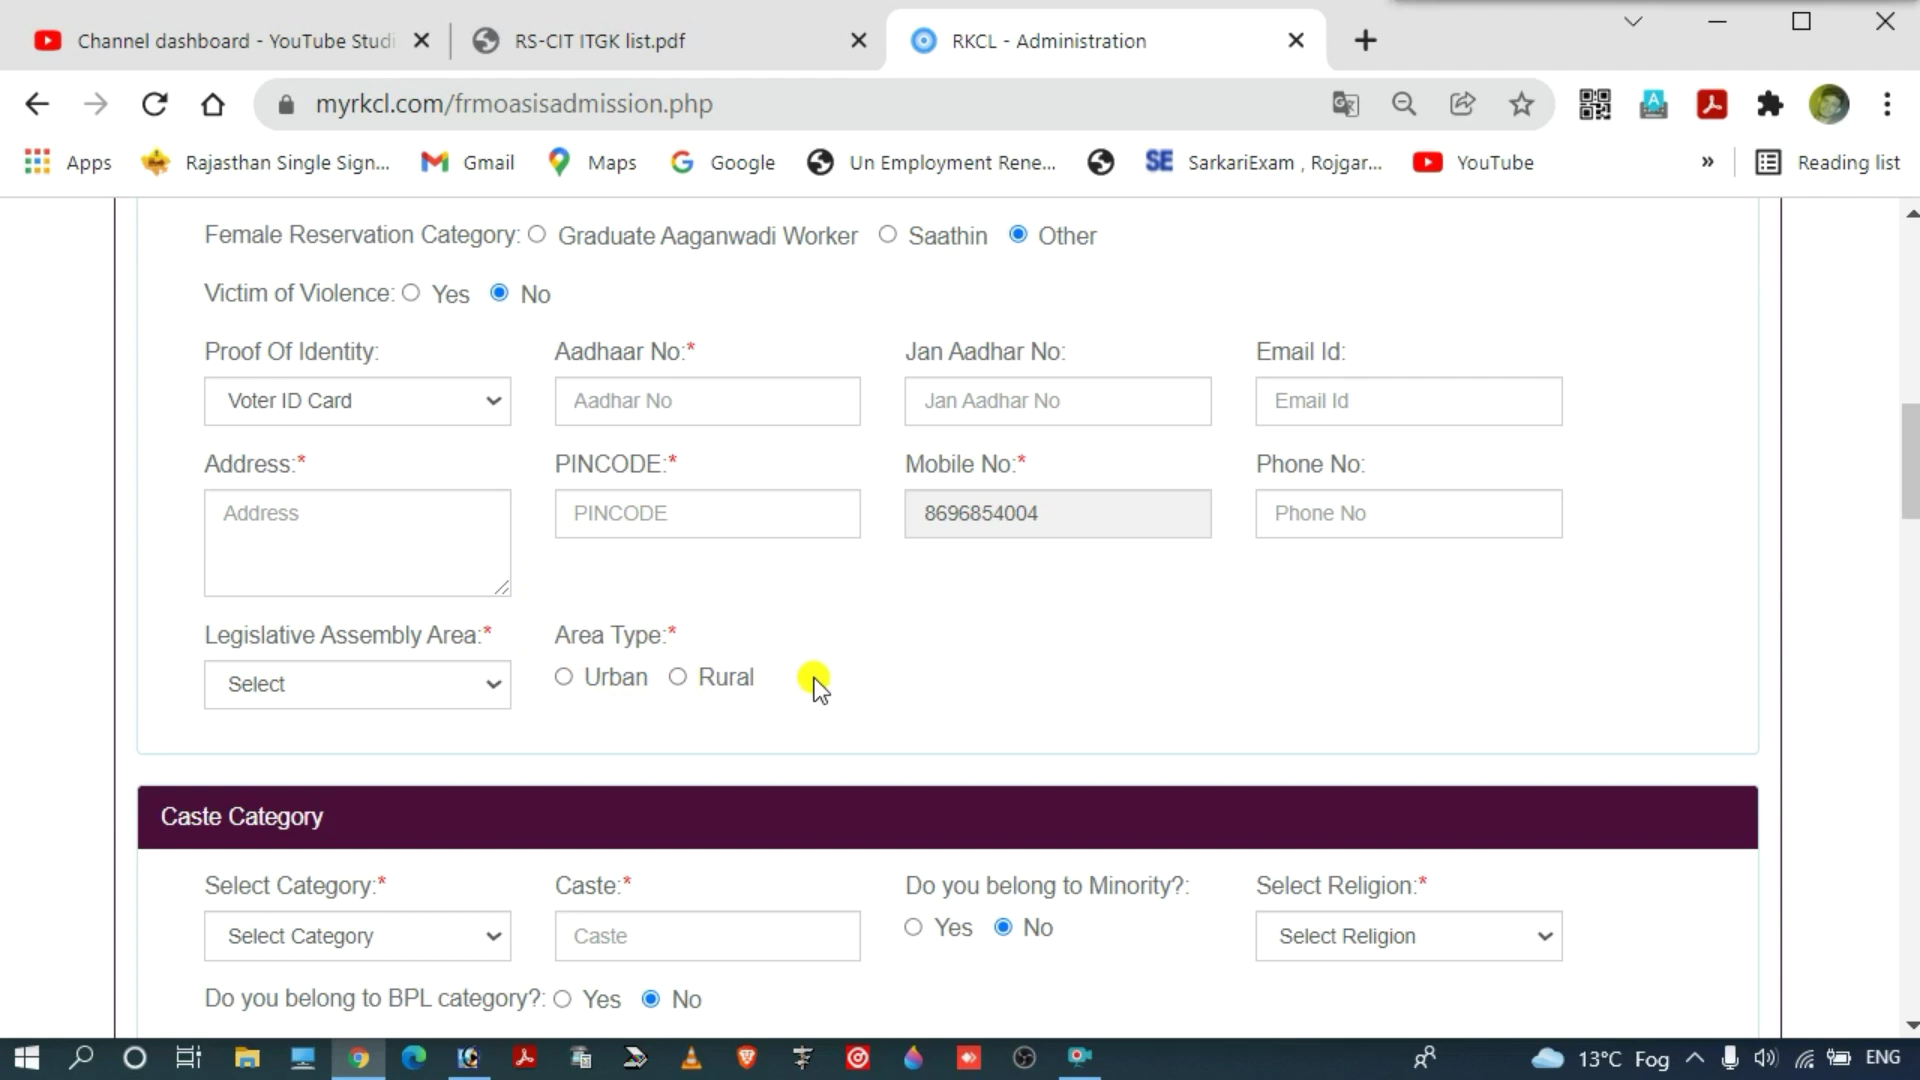 Channel dashboard - YouTube Studi
RS-CIT ITGK list.pdf
RKCL - Administration
myrkcl.com/frmoasisadmission.php
Apps
Rajasthan Single Sign...
Gmail
Maps
Google
Un Employment Rene...
SE
SarkariExam , Rojgar...
YouTube
»
Reading list
Female Reservation Category: Graduate Aaganwadi Worker Saathin Other
Victim of Violence: Yes No
Proof Of Identity: Aadhaar No:* Jan Aadhar No: Email Id:
Voter ID Card Aadhar No Jan Aadhar No Email Id
Address:* PINCODE:* Mobile No:* Phone No:
Address PINCODE 8696854004 Phone No
Legislative Assembly Area:* Area Type:*
Select Urban Rural
Caste Category
Select Category:* Caste:* Do you belong to Minority?: Select Religion:*
Select Category Caste Yes No Select Religion
Do you belong to BPL category?: Yes No
13°C Fog ENG